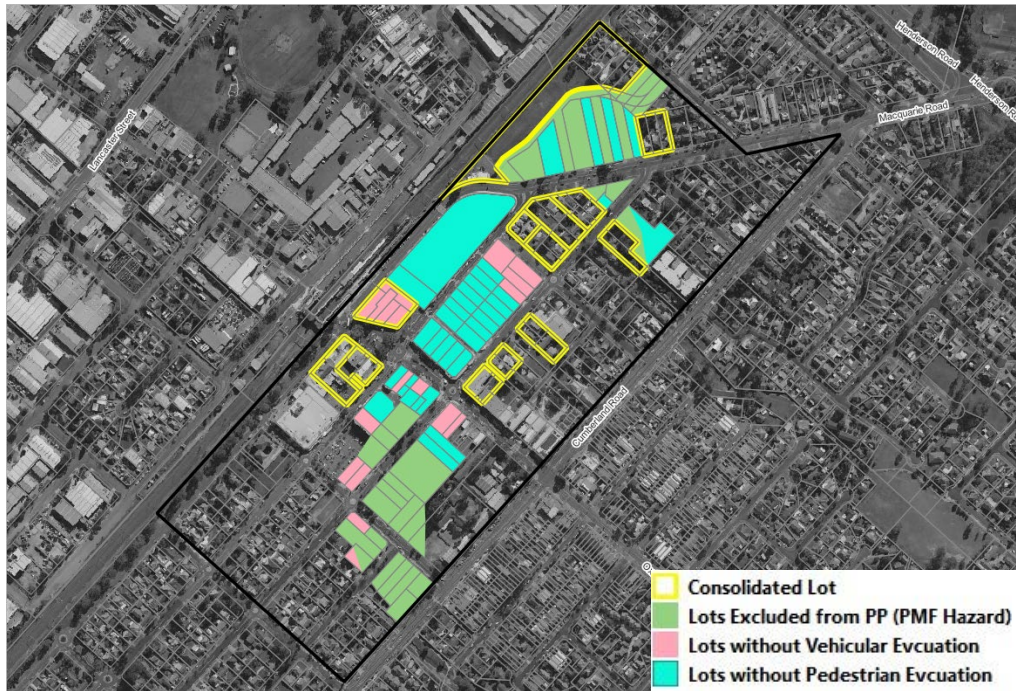 Henderson Road
Henderson Ro
Macquarie Road
Lancaster Street
Cumberland Road
Consolidated Lot
Lots Excluded from PP (PMF Hazard)
Lots without Vehicular Evcuation
Lots without Pedestrian Evcuation